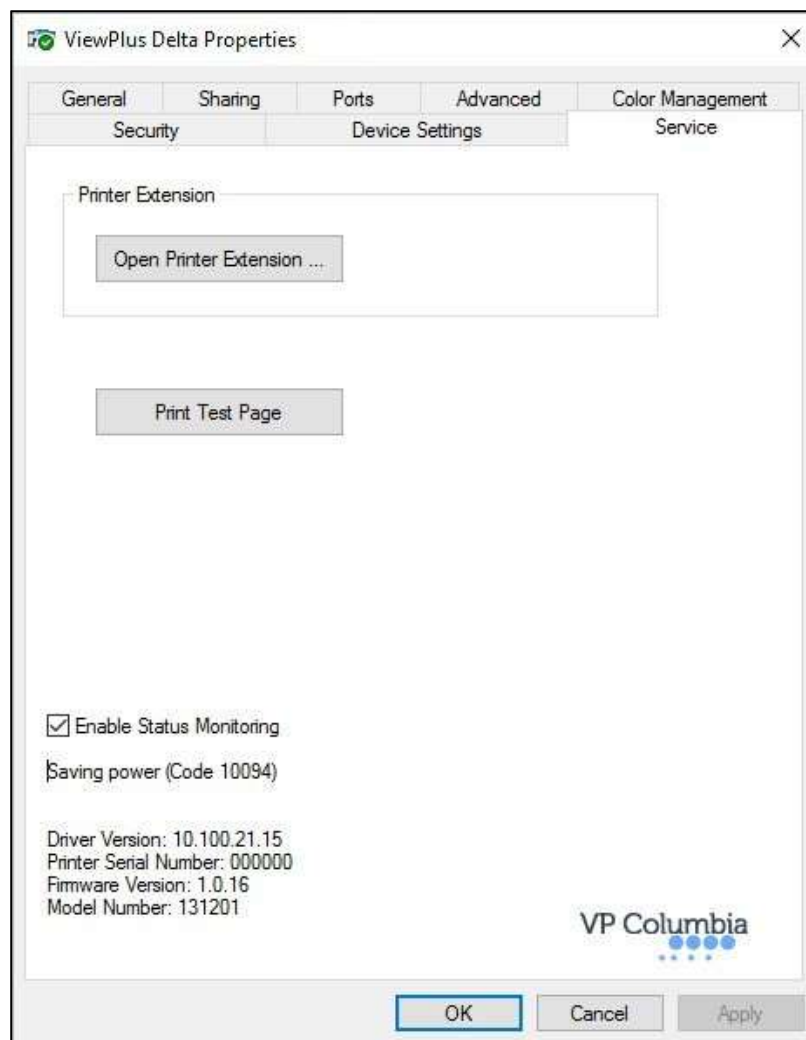 ViewPlus Delta Properties
General Sharing Ports Advanced Color Management
Security Device Settings Service
Printer Extension
Open Printer Extension ...
Print Test Page
Enable Status Monitoring
Saving power (Code 10094)
Driver Version: 10.100.21.15
Printer Serial Number: 000000
Firmware Version: 1.0.16
Model Number: 131201
VP Columbia
OK Cancel Apply